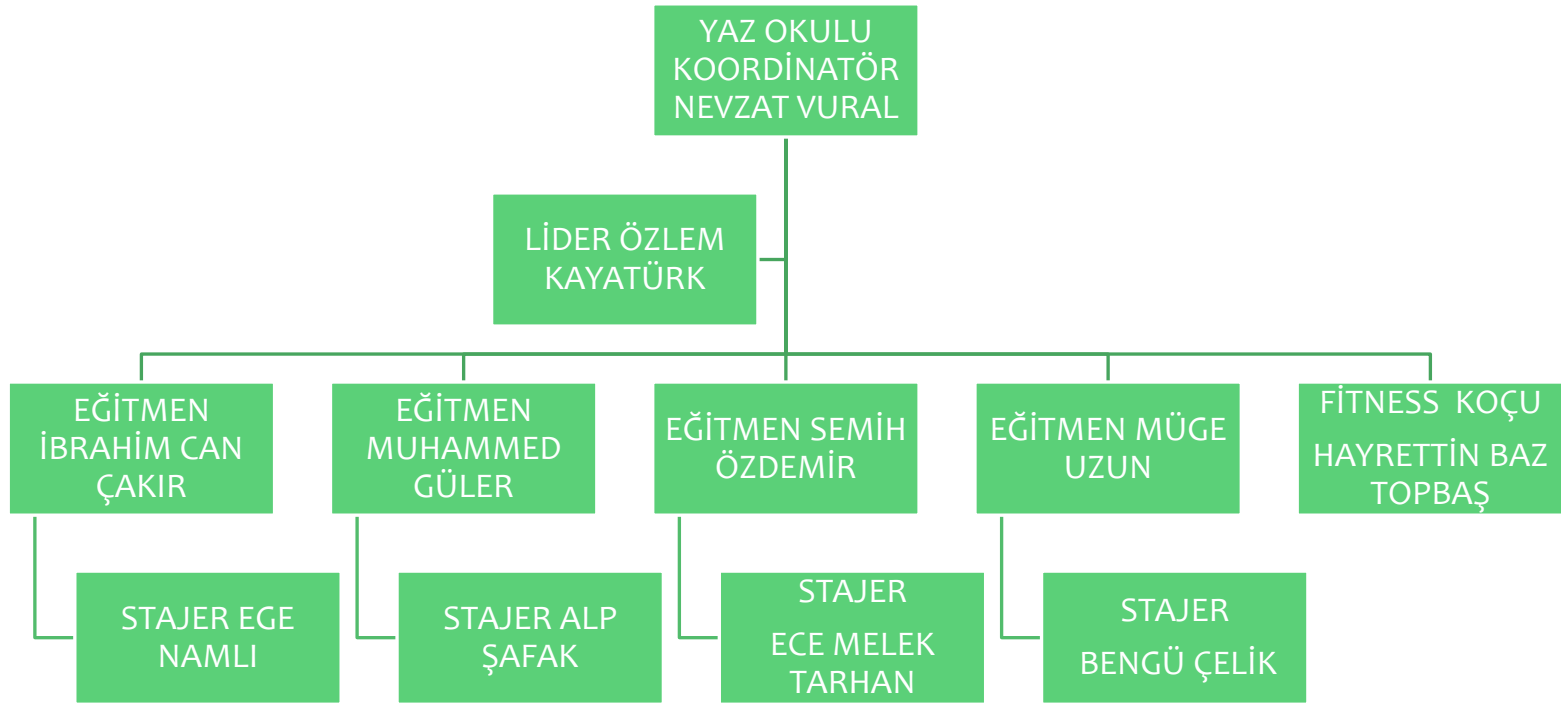 YAZ OKULU
KOORDİNATÖR
NEVZAT VURAL
LİDER ÖZLEM
KAYATÜRK
EĞİTMEN
İBRAHİM CAN
ÇAKIR
EĞİTMEN
MUHAMMED
GÜLER
EĞİTMEN SEMİH
ÖZDEMİR
EĞİTMEN MÜGE
UZUN
FİTNESS KOÇU
HAYRETTİN BAZ
TOPBAŞ
STAJER EGE
NAMLI
STAJER ALP
ŞAFAK
STAJER
ECE MELEK
TARHAN
STAJER
BENGÜ ÇELİK